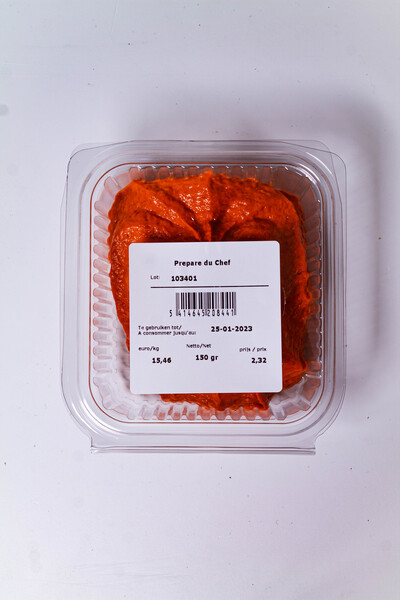 Prepare du Chef
Lot: 103401
5 414645 208441
Te gebruiken tot/
A consommer jusqu'au: 25-01-2023
euro/kg Netto/Net prijs / prix
15,46 150 gr 2,32